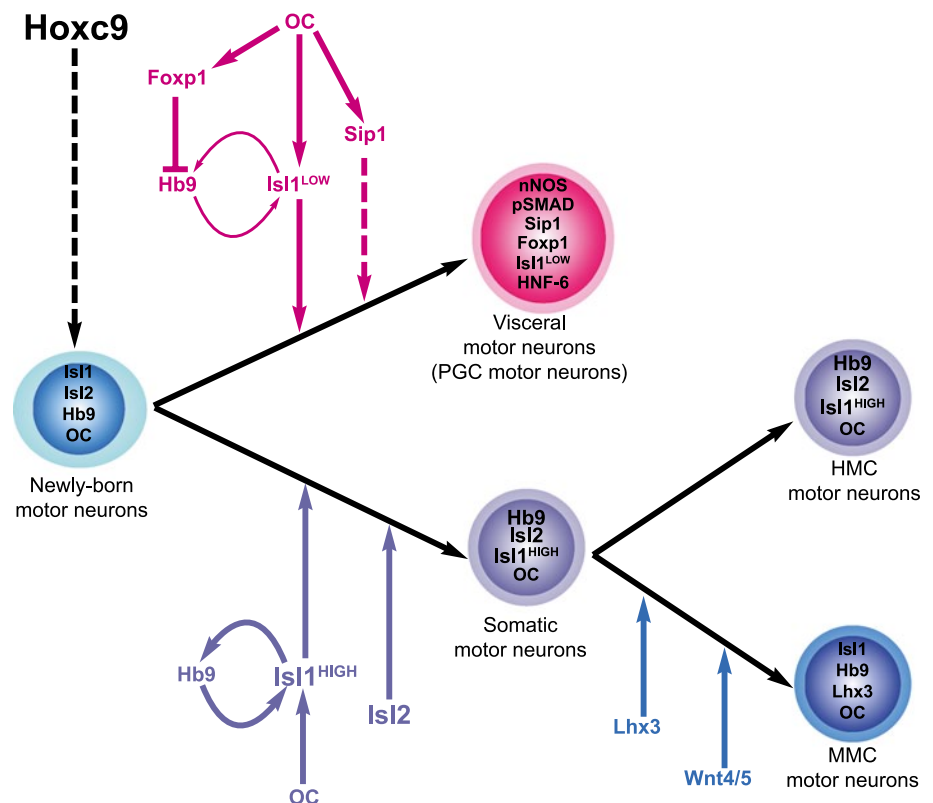 Hoxc9
OC
Foxp1
Sip1
Hb9
Isl1LOW
nNOS
pSMAD
Sip1
Foxp1
Isl1LOW
HNF-6
Visceral
motor neurons
(PGC motor neurons)
Isl1
Isl2
Hb9
OC
Newly-born
motor neurons
Hb9
Isl2
Isl1HIGH
OC
HMC
motor neurons
Hb9
Isl2
Isl1HIGH
OC
Somatic
motor neurons
Hb9
Isl1HIGH
Isl2
OC
Lhx3
Wnt4/5
Isl1
Hb9
Lhx3
OC
MMC
motor neurons